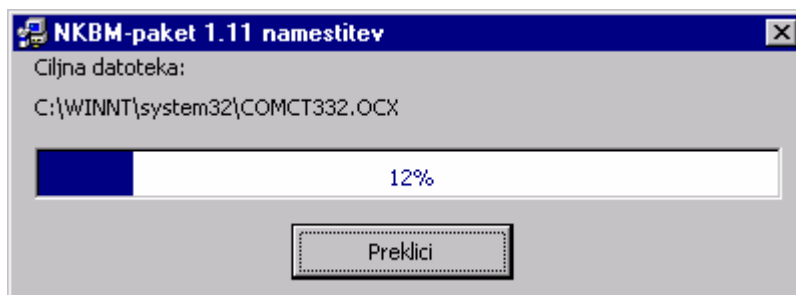 NKBM-paket 1.11 namestitev
Ciljna datoteka:
C:\WINNT\system32\COMCT332.OCX
12%
Preklici